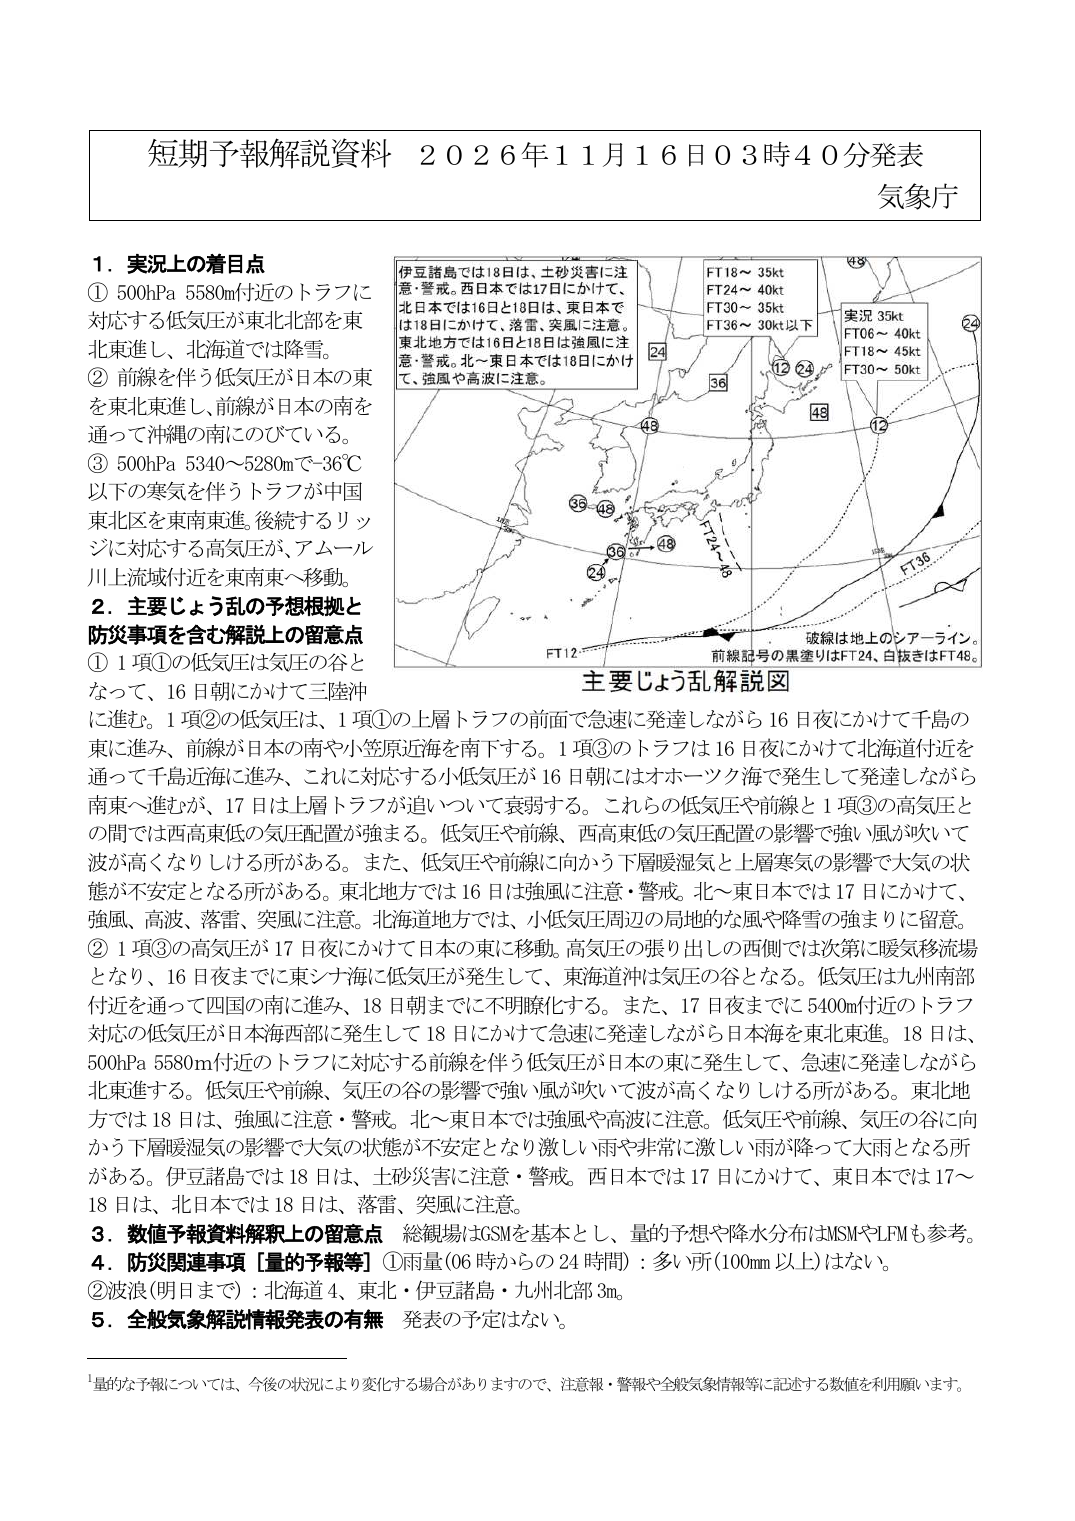 短期予報解説資料　２０２６年１１月１６日０３時４０分発表
気象庁
１．実況上の着目点
① 500hPa 5580m付近のトラフに
対応する低気圧が東北北部を東
北東進し、北海道では降雪。
② 前線を伴う低気圧が日本の東
を東北東進し、前線が日本の南を
通って沖縄の南にのびている。
③ 500hPa 5340～5280mで-36℃
以下の寒気を伴うトラフが中国
東北区を東南東進。後続するリッ
ジに対応する高気圧が、アムール
川上流域付近を東南東へ移動。
２．主要じょう乱の予想根拠と
防災事項を含む解説上の留意点
① 1 項①の低気圧は気圧の谷と
なって、16 日朝にかけて三陸沖
伊豆諸島では18日は、土砂災害に注
意・警戒。西日本では17日にかけて、
北日本では16日と18日は、東日本で
は18日にかけて、落雷、突風に注意。
東北地方では16日と18日は強風に注
意・警戒。北～東日本では18日にかけ
て、強風や高波に注意。
FT18～ 35kt
FT24～ 40kt
FT30～ 35kt
FT36～ 30kt以下
実況 35kt
FT06～ 40kt
FT18～ 45kt
FT30～ 50kt
48
24
24
36
12 24
48
48
12
36 48
36
48
24
FT24～48
FT36
FT12
破線は地上のシアーライン。
前線記号の黒塗りはFT24、白抜きはFT48。
主要じょう乱解説図
に進む。1 項②の低気圧は、1 項①の上層トラフの前面で急速に発達しながら 16 日夜にかけて千島の
東に進み、前線が日本の南や小笠原近海を南下する。1 項③のトラフは 16 日夜にかけて北海道付近を
通って千島近海に進み、これに対応する小低気圧が 16 日朝にはオホーツク海で発生して発達しながら
南東へ進むが、17 日は上層トラフが追いついて衰弱する。これらの低気圧や前線と 1 項③の高気圧と
の間では西高東低の気圧配置が強まる。低気圧や前線、西高東低の気圧配置の影響で強い風が吹いて
波が高くなりしける所がある。また、低気圧や前線に向かう下層暖湿気と上層寒気の影響で大気の状
態が不安定となる所がある。東北地方では 16 日は強風に注意・警戒。北～東日本では 17 日にかけて、
強風、高波、落雷、突風に注意。北海道地方では、小低気圧周辺の局地的な風や降雪の強まりに留意。
② 1 項③の高気圧が 17 日夜にかけて日本の東に移動。高気圧の張り出しの西側では次第に暖気移流場
となり、16 日夜までに東シナ海に低気圧が発生して、東海道沖は気圧の谷となる。低気圧は九州南部
付近を通って四国の南に進み、18 日朝までに不明瞭化する。また、17 日夜までに 5400m付近のトラフ
対応の低気圧が日本海西部に発生して 18 日にかけて急速に発達しながら日本海を東北東進。18 日は、
500hPa 5580m付近のトラフに対応する前線を伴う低気圧が日本の東に発生して、急速に発達しながら
北東進する。低気圧や前線、気圧の谷の影響で強い風が吹いて波が高くなりしける所がある。東北地
方では 18 日は、強風に注意・警戒。北～東日本では強風や高波に注意。低気圧や前線、気圧の谷に向
かう下層暖湿気の影響で大気の状態が不安定となり激しい雨や非常に激しい雨が降って大雨となる所
がある。伊豆諸島では 18 日は、土砂災害に注意・警戒。西日本では 17 日にかけて、東日本では 17～
18 日は、北日本では 18 日は、落雷、突風に注意。
３．数値予報資料解釈上の留意点　総観場はGSMを基本とし、量的予想や降水分布はMSMやLFMも参考。
４．防災関連事項［量的予報等］①雨量(06 時からの 24 時間)：多い所(100mm 以上)はない。
②波浪(明日まで)：北海道 4、東北・伊豆諸島・九州北部 3m。
５．全般気象解説情報発表の有無　発表の予定はない。
1量的な予報については、今後の状況により変化する場合がありますので、注意報・警報や全般気象情報等に記述する数値を利用願います。